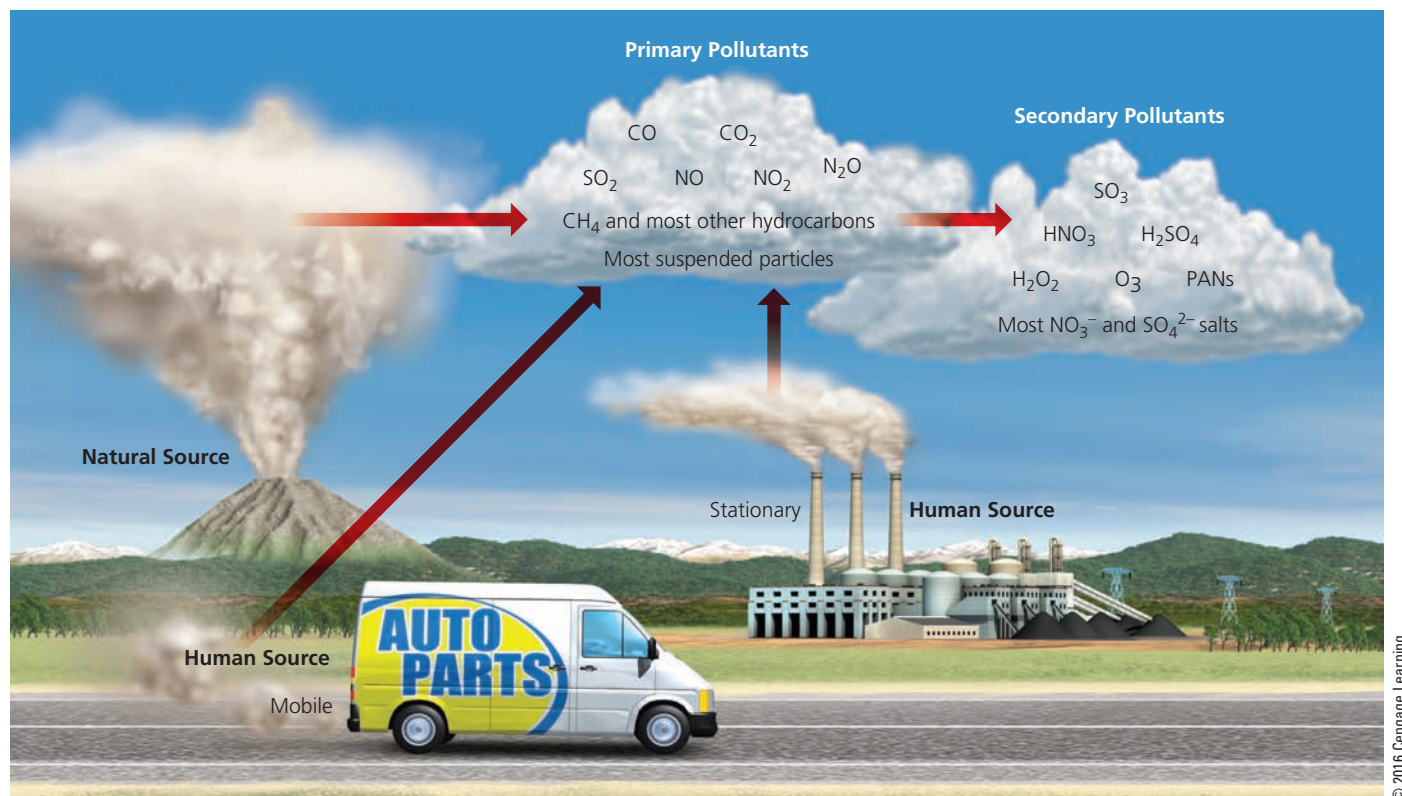 Primary Pollutants
CO CO₂
SO₂ NO NO₂ N₂O
CH₄ and most other hydrocarbons
Most suspended particles
Secondary Pollutants
SO₃
HNO₃ H₂SO₄
H₂O₂ O₃ PANs
Most NO₃⁻ and SO₄²⁻ salts
Natural Source
Stationary
Human Source
Human Source
Mobile
AUTO
PARTS
© 2016 Cengage Learning